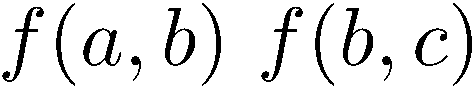 f(a, b) f(b, c)